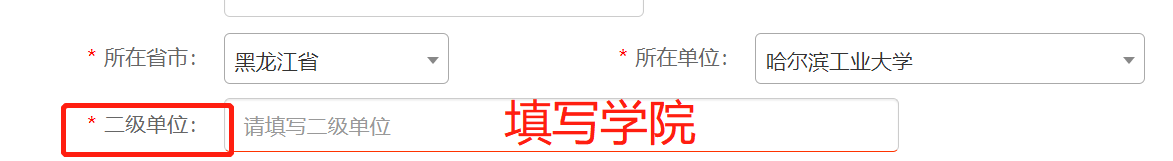 * 所在省市： 黑龙江省 * 所在单位： 哈尔滨工业大学
* 二级单位： 请填写二级单位 填写学院